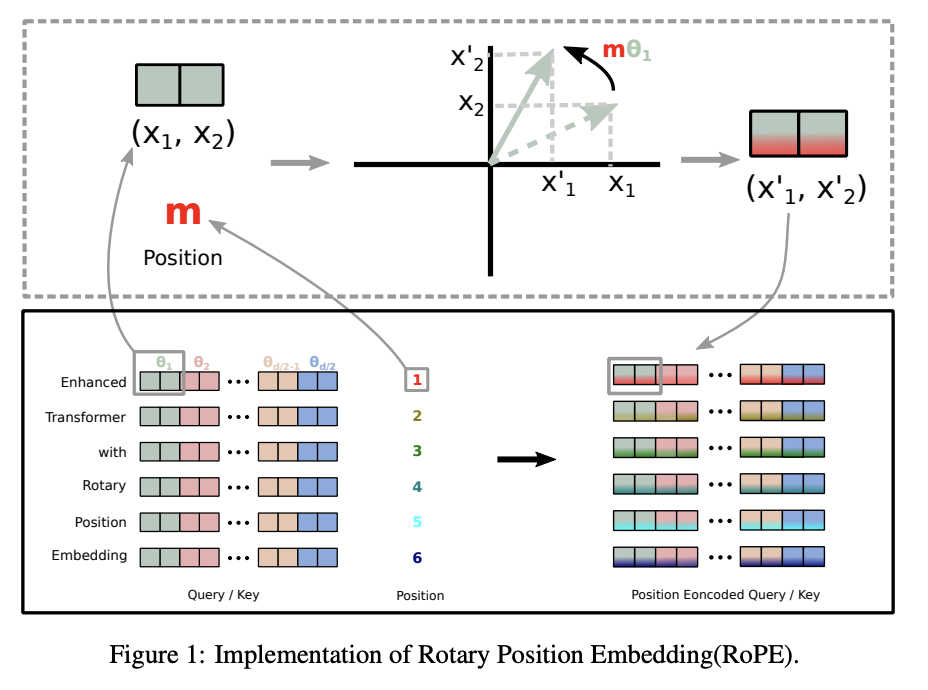 x'₂
mθ₁
x₂
(x₁, x₂)
x'₁
x₁
(x'₁, x'₂)
m
Position
θ₁ θ₂ θd/2-1 θd/2
Enhanced ••• 1 •••
Transformer ••• 2 •••
with ••• 3 •••
Rotary ••• 4 •••
Position ••• 5 •••
Embedding ••• 6 •••
Query / Key Position Position Eoncoded Query / Key
Figure 1: Implementation of Rotary Position Embedding(RoPE).